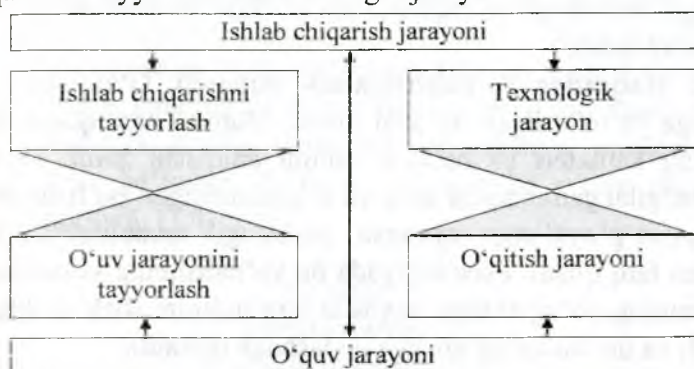 Ishlab chiqarish jarayoni
Ishlab chiqarishni
tayyorlash
Texnologik
jarayon
O‘uv jarayonini
tayyorlash
O‘qitish jarayoni
O‘quv jarayoni